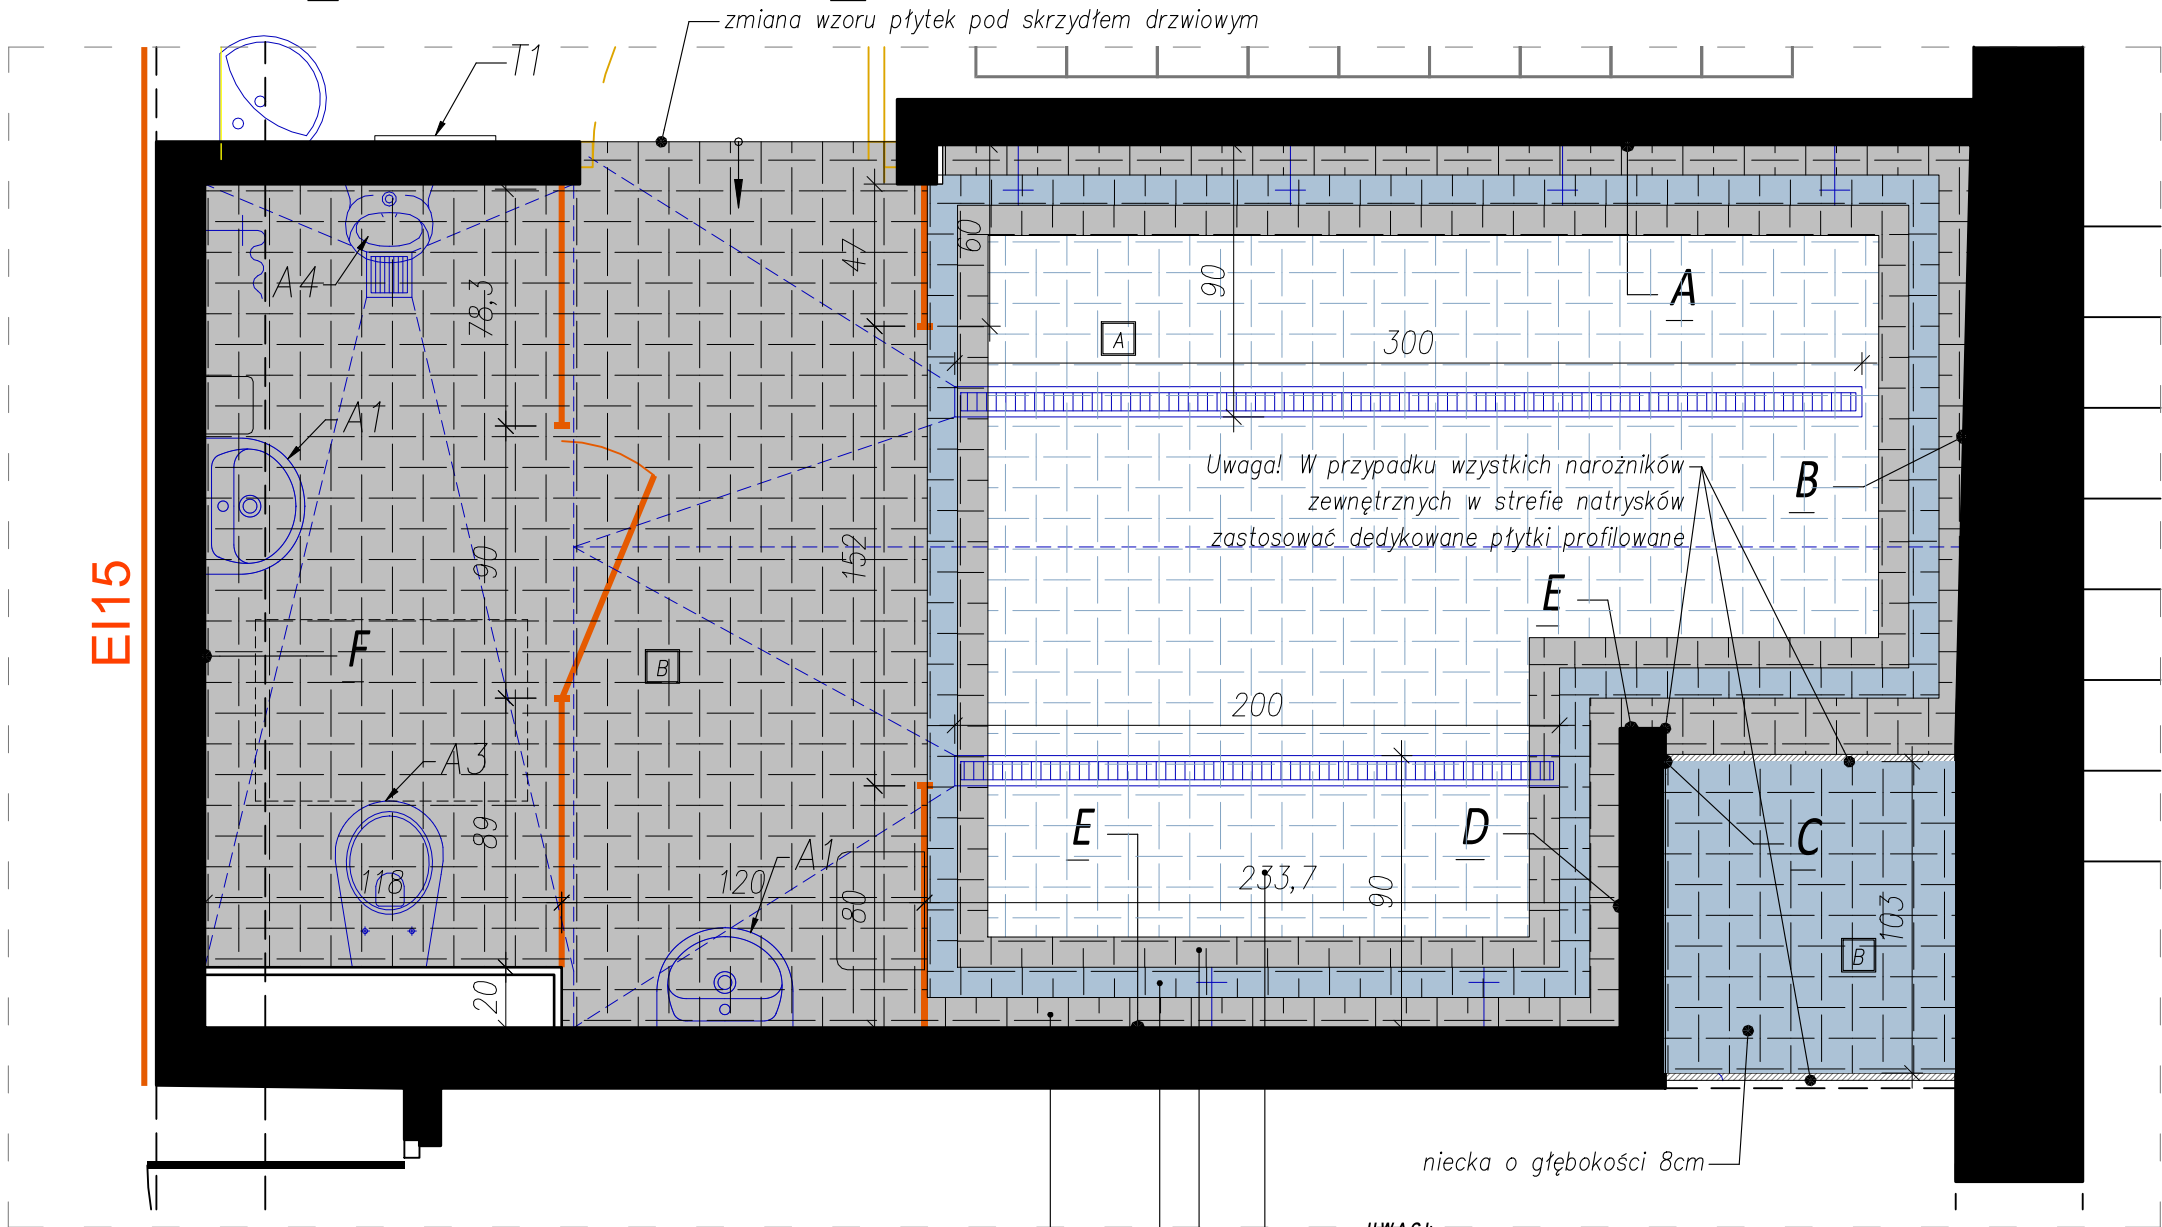 zmiana wzoru płytek pod skrzydłem drzwiowym
T1
EI15
A4
78,3
47
60
90
A
A
300
A1
B
Uwaga! W przypadku wzystkich narożników
zewnętrznych w strefie natrysków
zastosować dedykowane płytki profilowane
90
152
E
F
B
200
A3
89
118
120
A1
80
E
233,7
90
D
C
103
B
20
niecka o głębokości 8cm